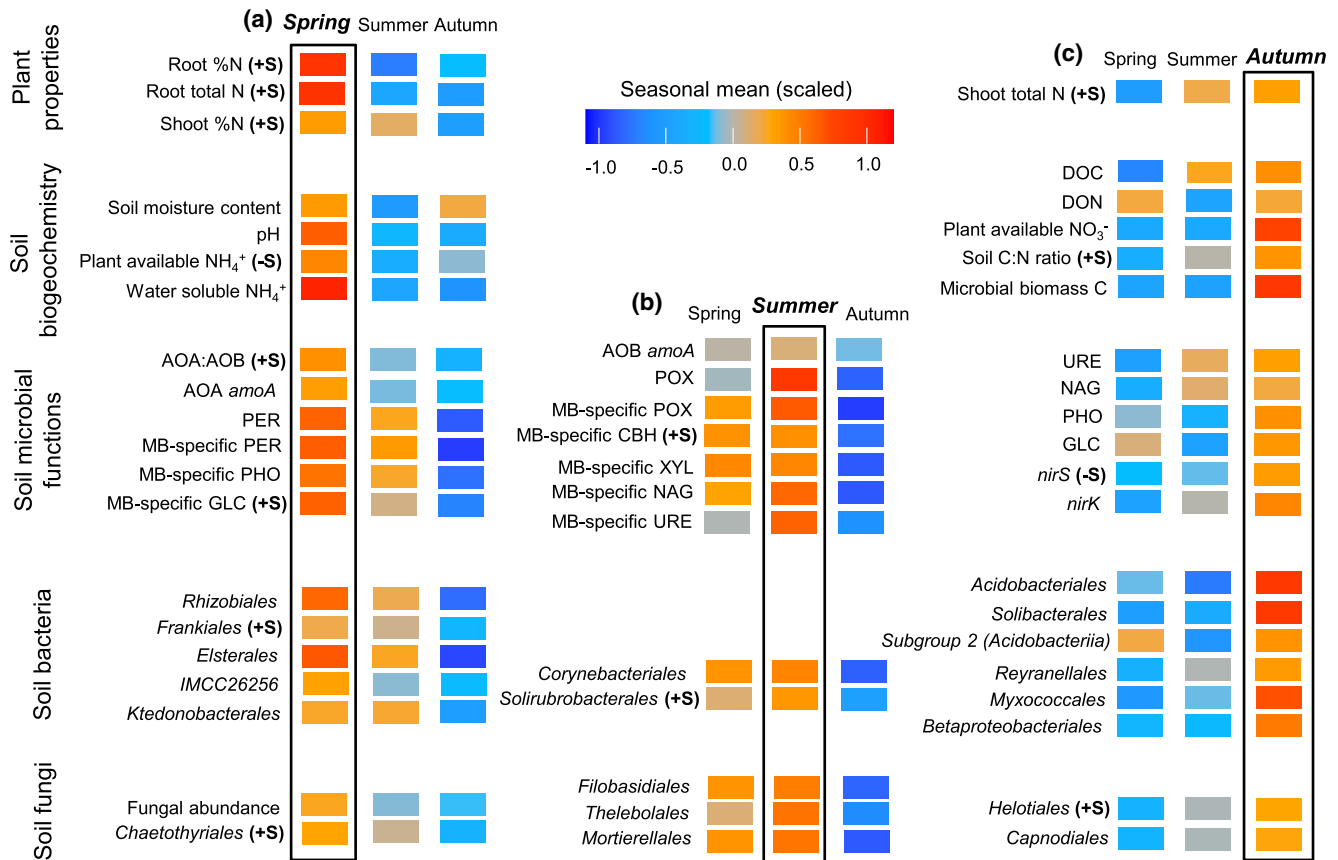 (a)
Spring
Summer
Autumn
Plant
properties
Root %N (+S)
Root total N (+S)
Shoot %N (+S)
Soil
biogeochemistry
Soil moisture content
pH
Plant available NH₄⁺ (-S)
Water soluble NH₄⁺
Soil microbial
functions
AOA:AOB (+S)
AOA amoA
PER
MB-specific PER
MB-specific PHO
MB-specific GLC (+S)
Soil bacteria
Rhizobiales
Frankiales (+S)
Elsterales
IMCC26256
Ktedonobacterales
Soil fungi
Fungal abundance
Chaetothyriales (+S)
Seasonal mean (scaled)
-1.0 -0.5 0.0 0.5 1.0
(b)
Spring
Summer
Autumn
AOB amoA
POX
MB-specific POX
MB-specific CBH (+S)
MB-specific XYL
MB-specific NAG
MB-specific URE
Corynebacteriales
Solirubrobacterales (+S)
Filobasidiales
Thelebolales
Mortierellales
(c)
Spring
Summer
Autumn
Shoot total N (+S)
DOC
DON
Plant available NO₃⁻
Soil C:N ratio (+S)
Microbial biomass C
URE
NAG
PHO
GLC
nirS (-S)
nirK
Acidobacteriales
Solibacterales
Subgroup 2 (Acidobacteriia)
Reyranellales
Myxococcales
Betaproteobacteriales
Helotiales (+S)
Capnodiales